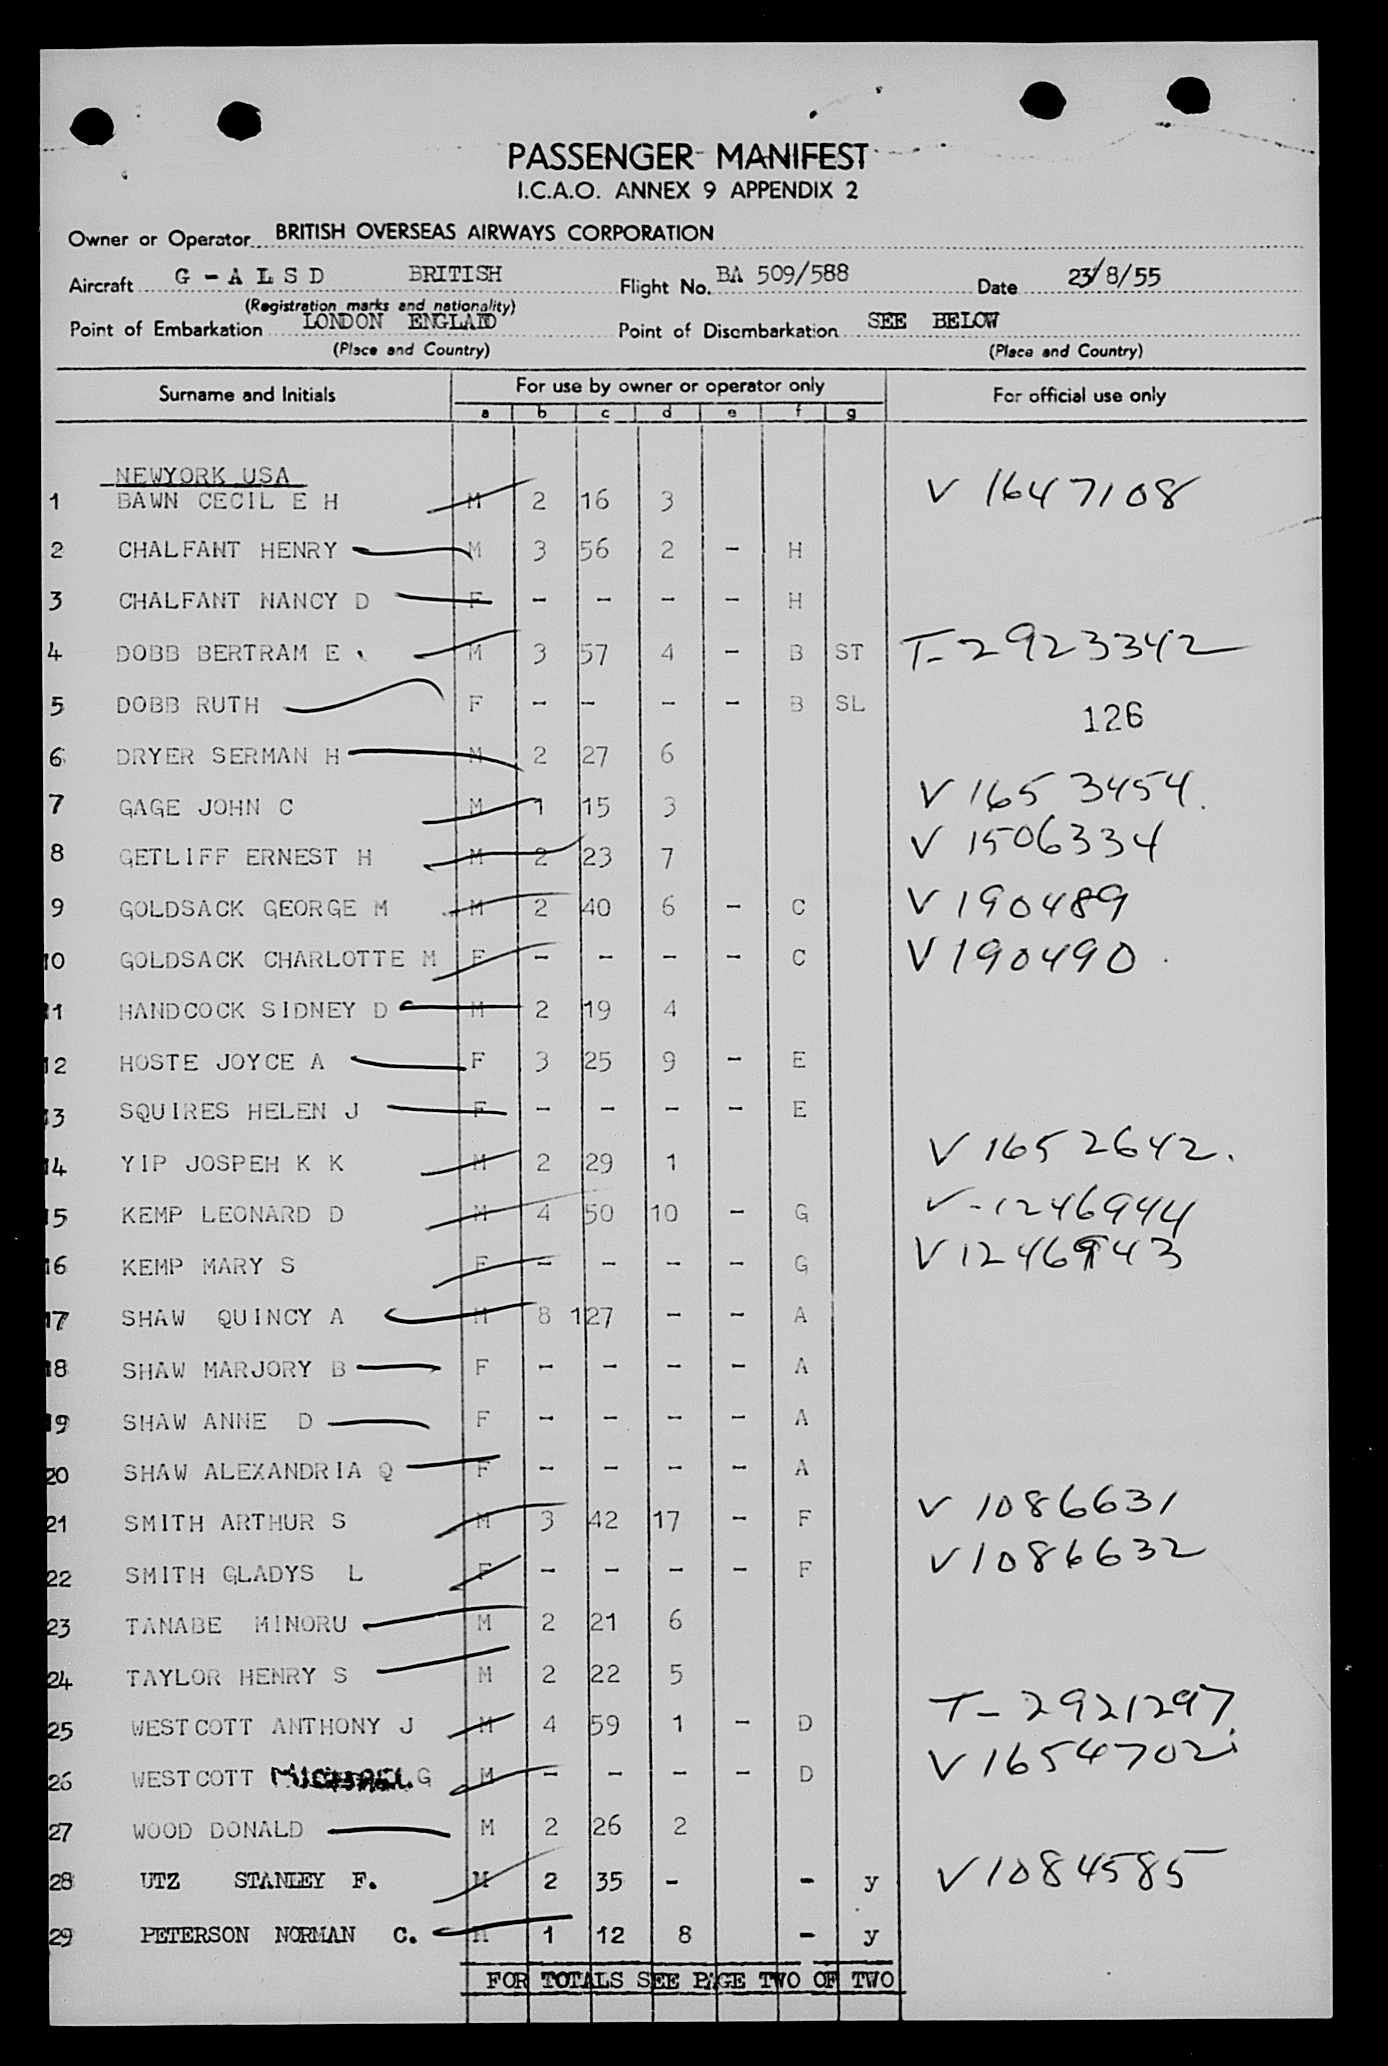 PASSENGER MANIFEST
I.C.A.O. ANNEX 9 APPENDIX 2
Owner or Operator BRITISH OVERSEAS AIRWAYS CORPORATION
Aircraft G - A L S D BRITISH Flight No. BA 509/588 Date 23/8/55
(Registration marks and nationality)
Point of Embarkation LONDON ENGLAND Point of Disembarkation SEE BELOW
(Place and Country) (Place and Country)
Surname and Initials For use by owner or operator only For official use only
a b c d e f g
NEWYORK USA
1 BAWN CECIL E H M 2 16 3 V 1647108
2 CHALFANT HENRY M 3 56 2 - H
3 CHALFANT NANCY D F - - - - H
4 DOBB BERTRAM E M 3 57 4 - B ST T-2923342
5 DOBB RUTH F - - - - B SL 126
6 DRYER SERMAN H M 2 27 6
7 GAGE JOHN C M 1 15 3 V 1653454.
8 GETLIFF ERNEST H M 2 23 7 V 1506334
9 GOLDSACK GEORGE M M 2 40 6 - C V 190489
10 GOLDSACK CHARLOTTE M F - - - - C V 190490
11 HANDCOCK SIDNEY D M 2 19 4
12 HOSTE JOYCE A F 3 25 9 - E
13 SQUIRES HELEN J F - - - - E
14 YIP JOSPEH K K M 2 29 1 V 1652642.
15 KEMP LEONARD D M 4 50 10 - G V-1246944
16 KEMP MARY S F - - - - G V1246943
17 SHAW QUINCY A M 8 127 - - A
18 SHAW MARJORY B F - - - - A
19 SHAW ANNE D F - - - - A
20 SHAW ALEXANDRIA Q F - - - - A
21 SMITH ARTHUR S M 3 42 17 - F V 1086631
22 SMITH GLADYS L F - - - - F V1086632
23 TANABE MINORU M 2 21 6
24 TAYLOR HENRY S M 2 22 5
25 WESTCOTT ANTHONY J M 4 59 1 - D T-2921297
26 WESTCOTT MICHAEL G M - - - - D V1654702
27 WOOD DONALD M 2 26 2
28 UTZ STANLEY F. M 2 35 - - y V1084585
29 PETERSON NORMAN C. M 1 12 8 - y
FOR TOTALS SEE PAGE TWO OF TWO